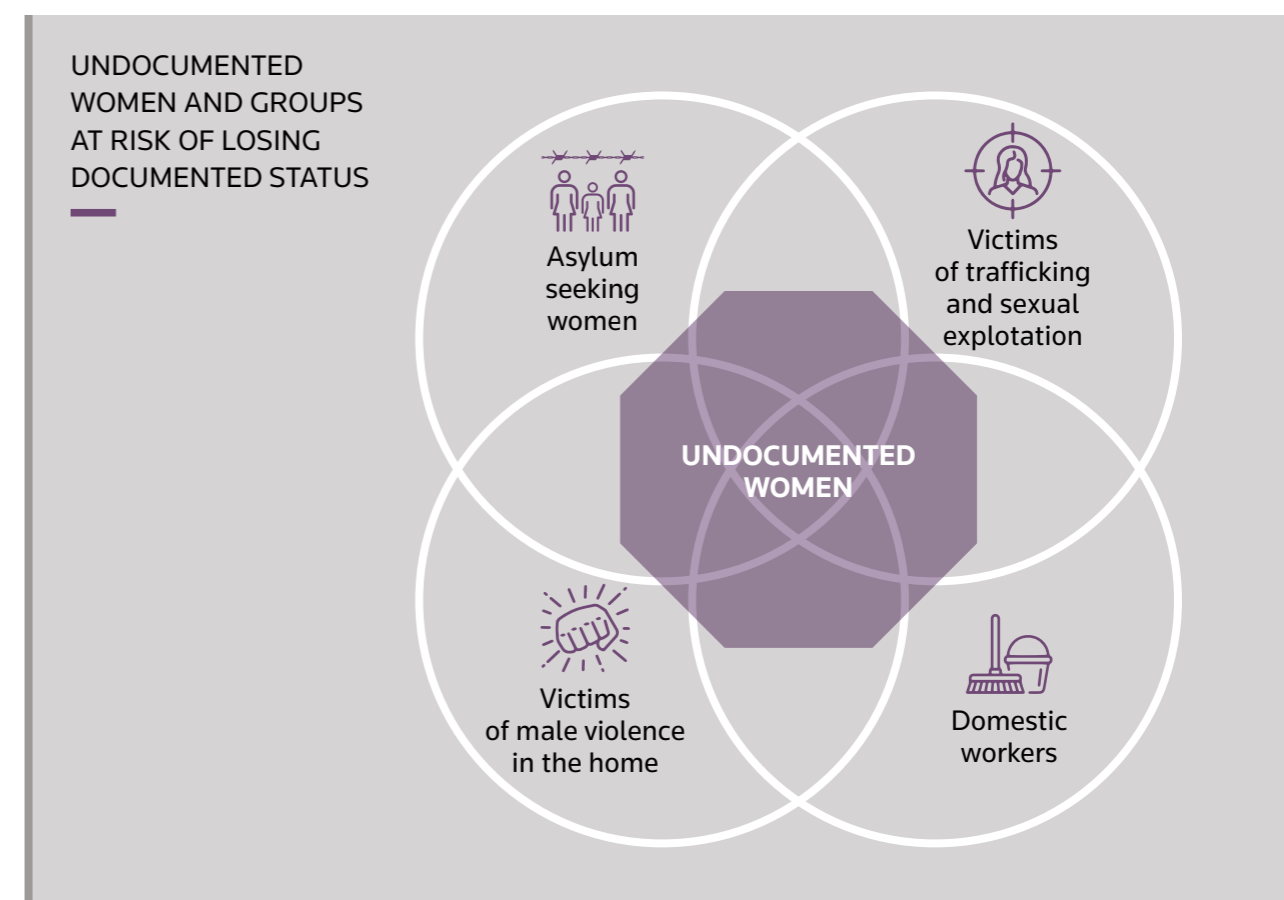 UNDOCUMENTED
WOMEN AND GROUPS
AT RISK OF LOSING
DOCUMENTED STATUS
Asylum
seeking
women
Victims
of trafficking
and sexual
explotation
UNDOCUMENTED
WOMEN
Victims
of male violence
in the home
Domestic
workers